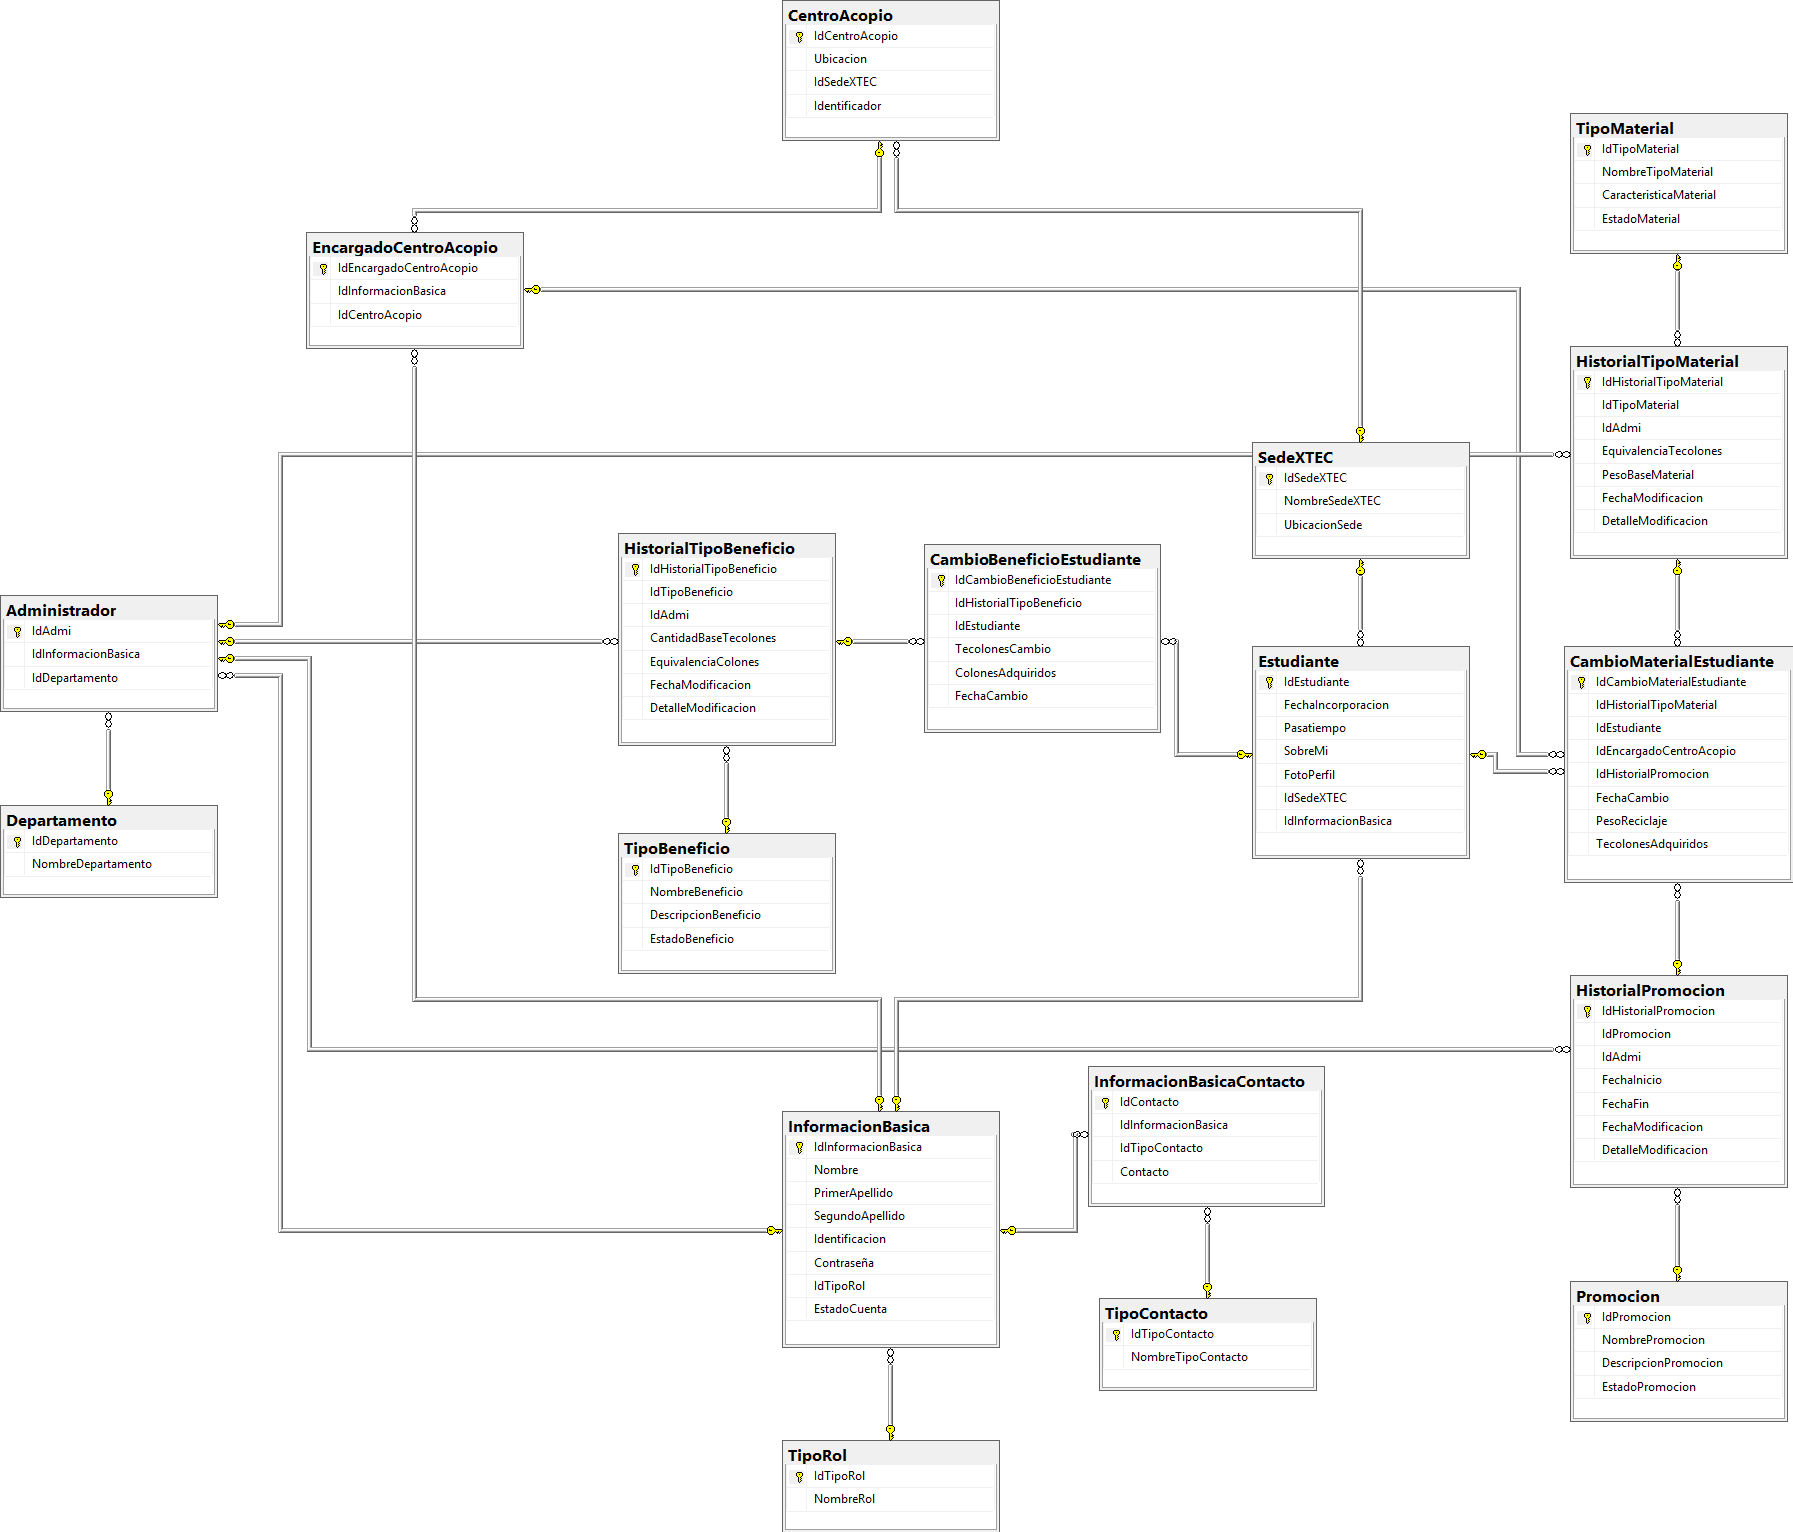 CentroAcopio
IdCentroAcopio
Ubicacion
IdSedeXTEC
Identificador
TipoMaterial
IdTipoMaterial
NombreTipoMaterial
CaracteristicaMaterial
EstadoMaterial
EncargadoCentroAcopio
IdEncargadoCentroAcopio
IdInformacionBasica
IdCentroAcopio
HistorialTipoMaterial
IdHistorialTipoMaterial
IdTipoMaterial
IdAdmi
EquivalenciaTecolones
PesoBaseMaterial
FechaModificacion
DetalleModificacion
SedeXTEC
IdSedeXTEC
NombreSedeXTEC
UbicacionSede
HistorialTipoBeneficio
IdHistorialTipoBeneficio
IdTipoBeneficio
IdAdmi
CantidadBaseTecolones
EquivalenciaColones
FechaModificacion
DetalleModificacion
CambioBeneficioEstudiante
IdCambioBeneficioEstudiante
IdHistorialTipoBeneficio
IdEstudiante
TecolonesCambio
ColonesAdquiridos
FechaCambio
Administrador
IdAdmi
IdInformacionBasica
IdDepartamento
Estudiante
IdEstudiante
FechaIncorporacion
Pasatiempo
SobreMi
FotoPerfil
IdSedeXTEC
IdInformacionBasica
CambioMaterialEstudiante
IdCambioMaterialEstudiante
IdHistorialTipoMaterial
IdEstudiante
IdEncargadoCentroAcopio
IdHistorialPromocion
FechaCambio
PesoReciclaje
TecolonesAdquiridos
Departamento
IdDepartamento
NombreDepartamento
TipoBeneficio
IdTipoBeneficio
NombreBeneficio
DescripcionBeneficio
EstadoBeneficio
HistorialPromocion
IdHistorialPromocion
IdPromocion
IdAdmi
FechaInicio
FechaFin
FechaModificacion
DetalleModificacion
InformacionBasicaContacto
IdContacto
IdInformacionBasica
IdTipoContacto
Contacto
InformacionBasica
IdInformacionBasica
Nombre
PrimerApellido
SegundoApellido
Identificacion
Contraseña
IdTipoRol
EstadoCuenta
TipoContacto
IdTipoContacto
NombreTipoContacto
Promocion
IdPromocion
NombrePromocion
DescripcionPromocion
EstadoPromocion
TipoRol
IdTipoRol
NombreRol